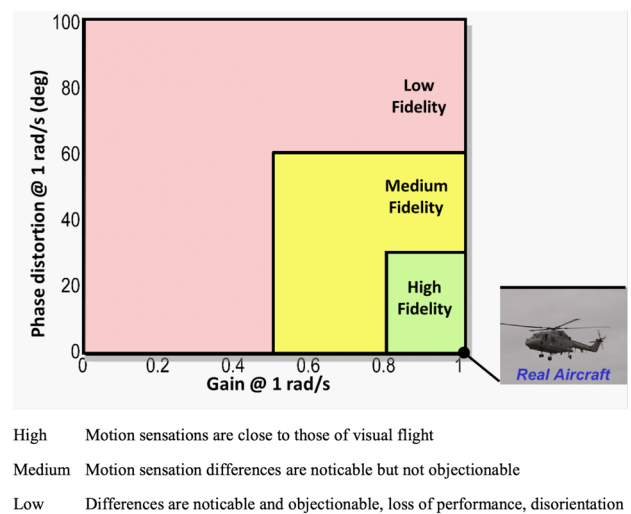 100
80
60
40
20
0
Phase distortion @ 1 rad/s (deg)
Low
Fidelity
Medium
Fidelity
High
Fidelity
0 0.2 0.4 0.6 0.8 1
Gain @ 1 rad/s
Real Aircraft
High Motion sensations are close to those of visual flight
Medium Motion sensation differences are noticable but not objectionable
Low Differences are noticable and objectionable, loss of performance, disorientation